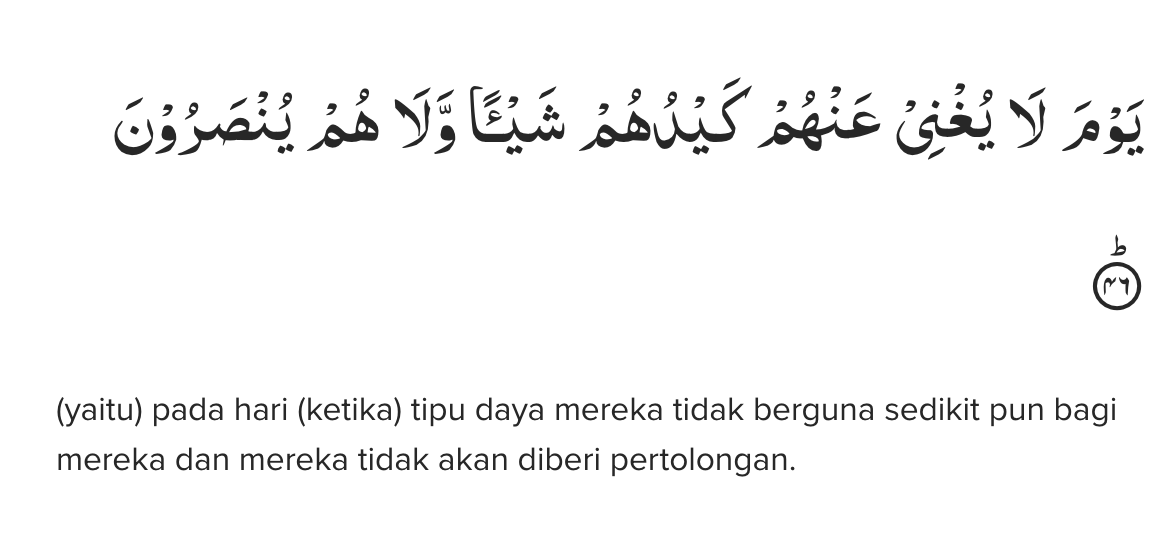 يَوْمَ لَا يُغْنِيْ عَنْهُمْ كَيْدُهُمْ شَيْـًٔا وَّلَا هُمْ يُنْصَرُوْنَ
ۗ ٤٦
(yaitu) pada hari (ketika) tipu daya mereka tidak berguna sedikit pun bagi
mereka dan mereka tidak akan diberi pertolongan.